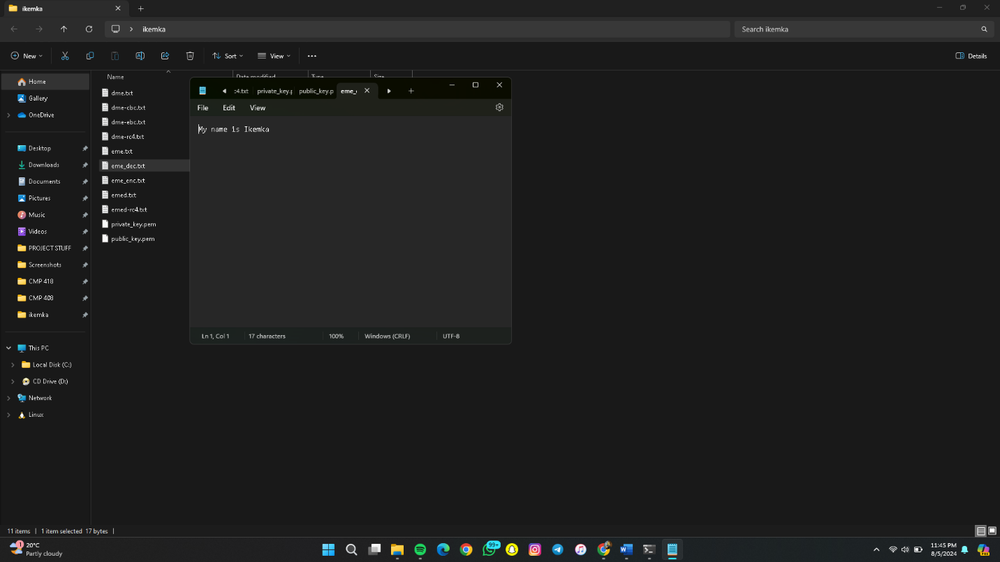 ikemka
ikemka
Search ikemka
New
Sort
View
Details
Name
Date modified
Type
Size
Home
Gallery
OneDrive
Desktop
Downloads
Documents
Pictures
Music
Videos
PROJECT STUFF
Screenshots
CMP 418
CMP 408
ikemka
This PC
Local Disk (C:)
CD Drive (D:)
Network
Linux
dme.txt
dme-cbc.txt
dme-ebc.txt
dme-rc4.txt
eme.txt
eme_dec.txt
eme_enc.txt
emed.txt
emed-rc4.txt
private_key.pem
public_key.pem
:c4.txt
private_key.p
public_key.p
eme_
File
Edit
View
My name is Ikemka
Ln 1, Col 1
17 characters
100%
Windows (CRLF)
UTF-8
11 items
1 item selected 17 bytes
1
20°C
Partly cloudy
99+
11:45 PM
8/5/2024